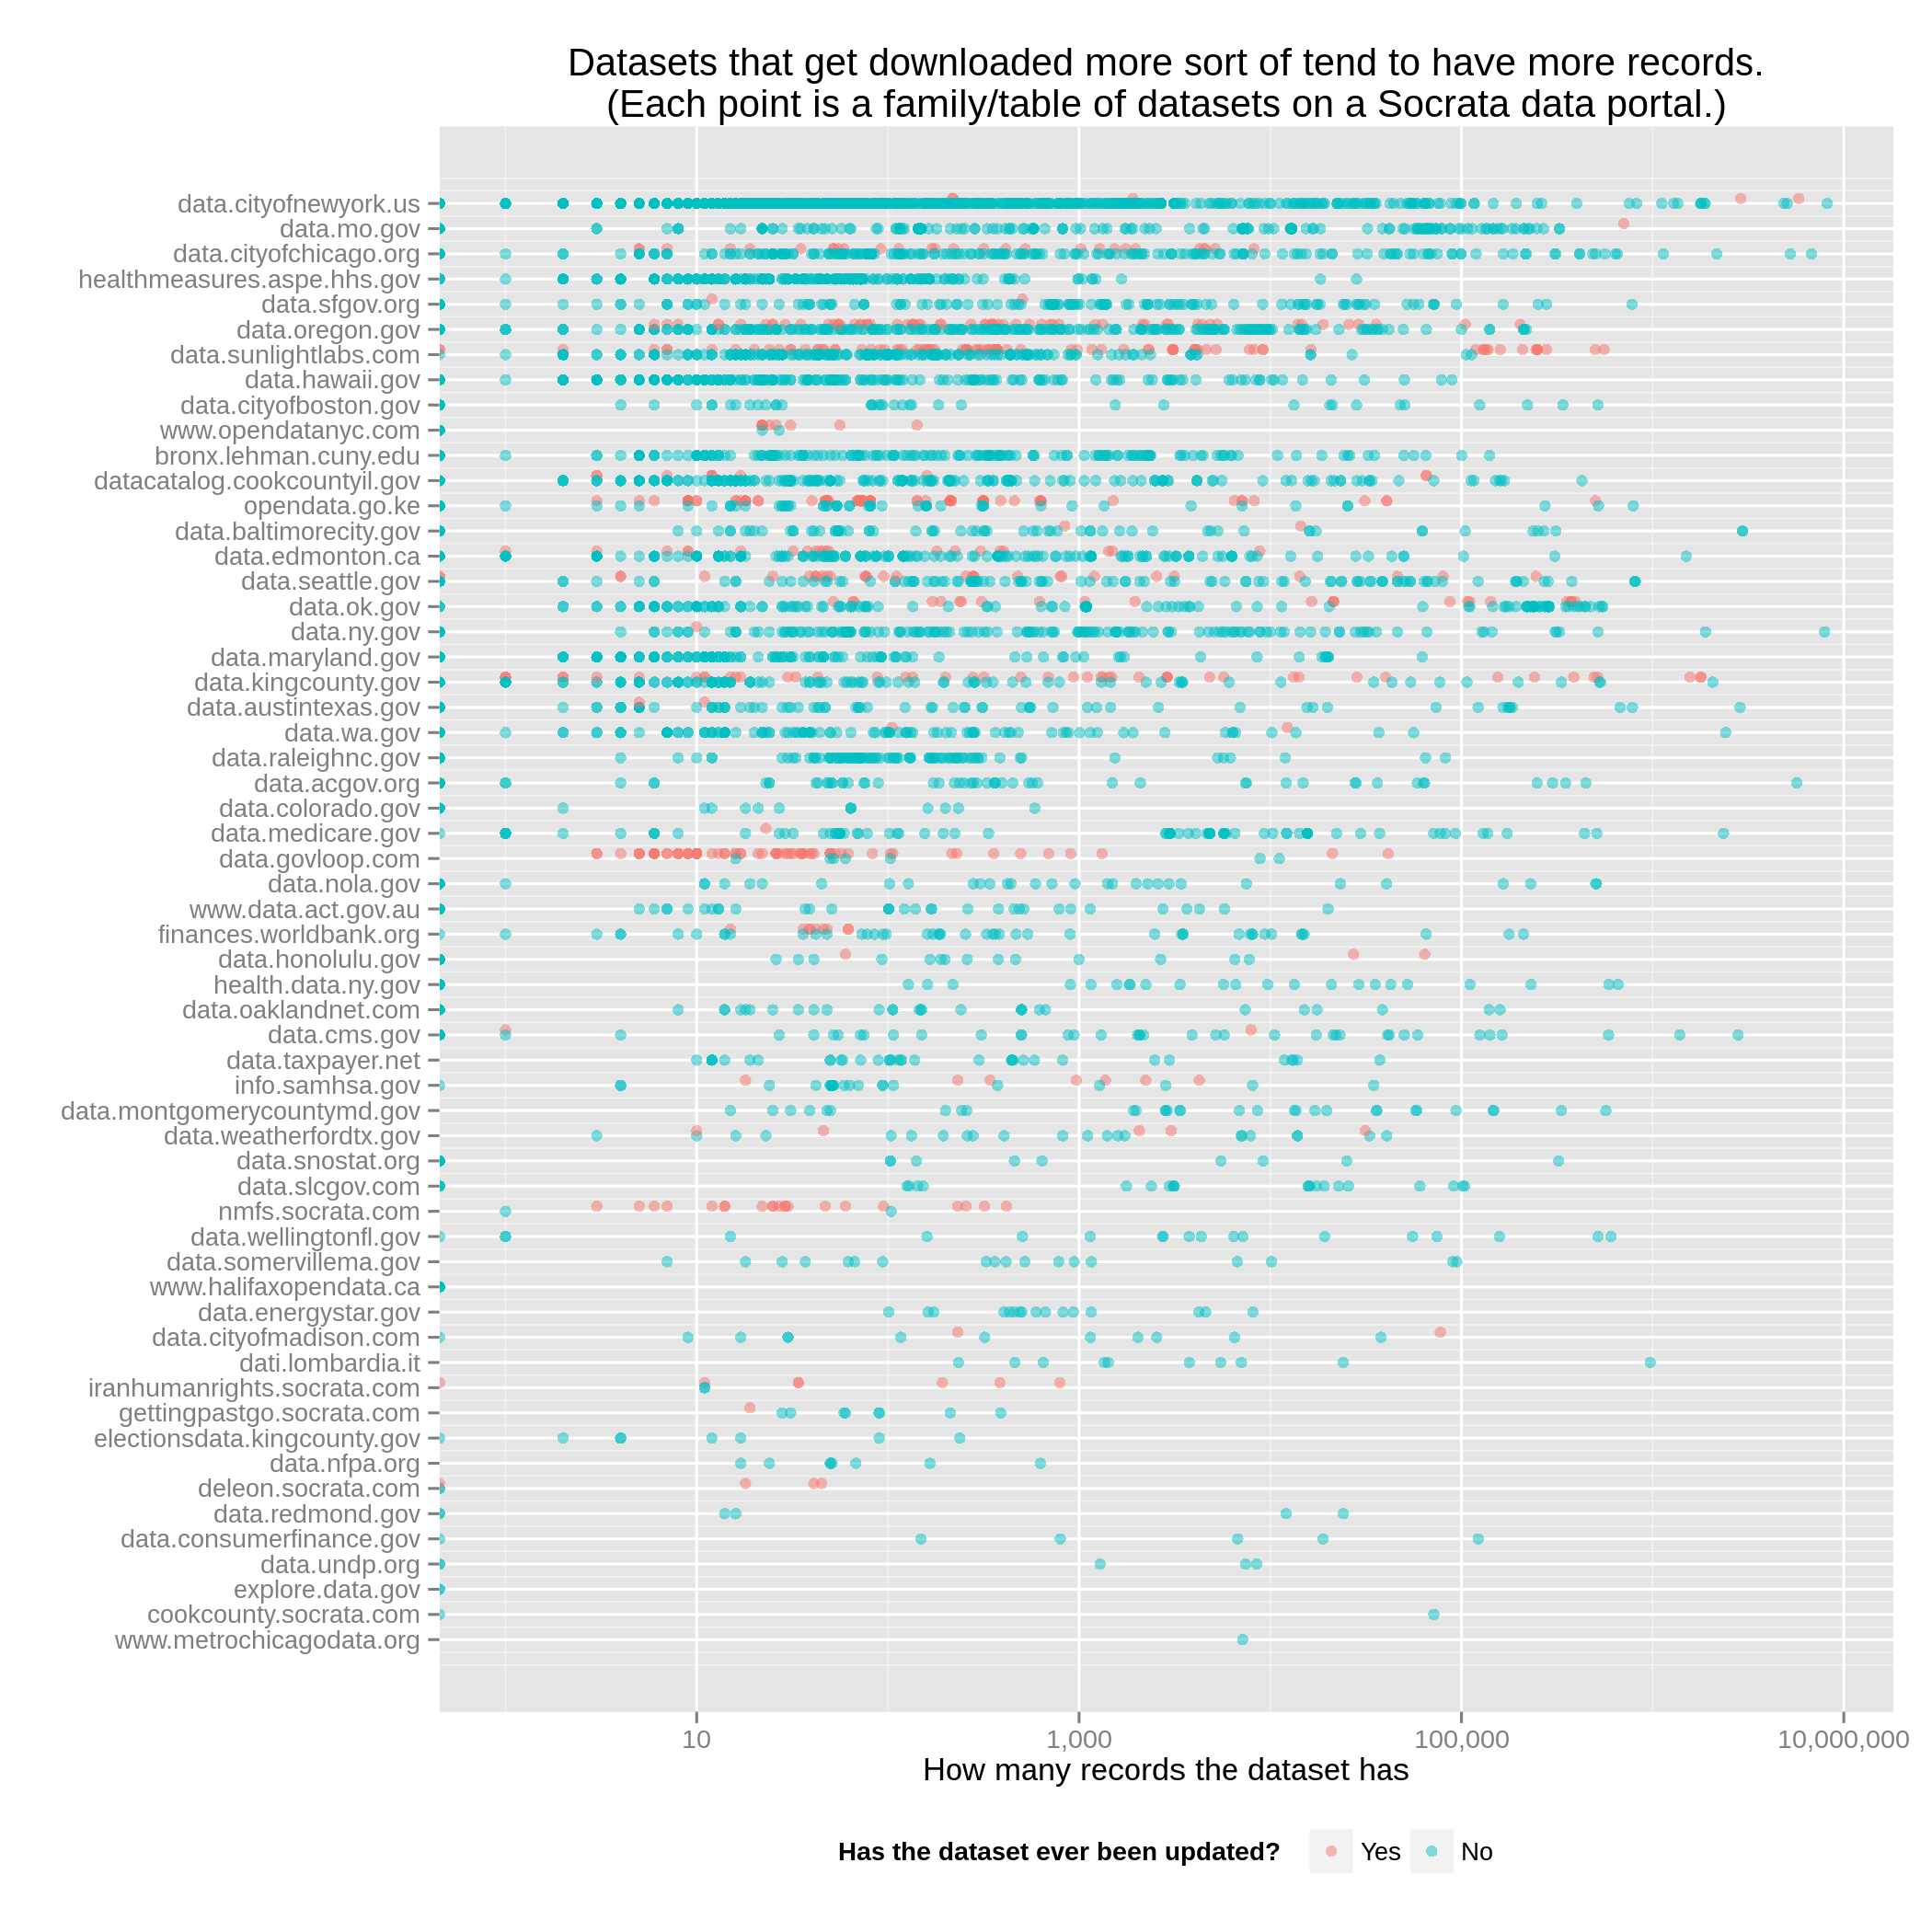 Datasets that get downloaded more sort of tend to have more records.
(Each point is a family/table of datasets on a Socrata data portal.)
data.cityofnewyork.us
data.mo.gov
data.cityofchicago.org
healthmeasures.aspe.hhs.gov
data.sfgov.org
data.oregon.gov
data.sunlightlabs.com
data.hawaii.gov
data.cityofboston.gov
www.opendatanyc.com
bronx.lehman.cuny.edu
datacatalog.cookcountyil.gov
opendata.go.ke
data.baltimorecity.gov
data.edmonton.ca
data.seattle.gov
data.ok.gov
data.ny.gov
data.maryland.gov
data.kingcounty.gov
data.austintexas.gov
data.wa.gov
data.raleighnc.gov
data.acgov.org
data.colorado.gov
data.medicare.gov
data.govloop.com
data.nola.gov
www.data.act.gov.au
finances.worldbank.org
data.honolulu.gov
health.data.ny.gov
data.oaklandnet.com
data.cms.gov
data.taxpayer.net
info.samhsa.gov
data.montgomerycountymd.gov
data.weatherfordtx.gov
data.snostat.org
data.slcgov.com
nmfs.socrata.com
data.wellingtonfl.gov
data.somervillema.gov
www.halifaxopendata.ca
data.energystar.gov
data.cityofmadison.com
dati.lombardia.it
iranhumanrights.socrata.com
gettingpastgo.socrata.com
electionsdata.kingcounty.gov
data.nfpa.org
deleon.socrata.com
data.redmond.gov
data.consumerfinance.gov
data.undp.org
explore.data.gov
cookcounty.socrata.com
www.metrochicagodata.org
10 1,000 100,000 10,000,000
How many records the dataset has
Has the dataset ever been updated? Yes No